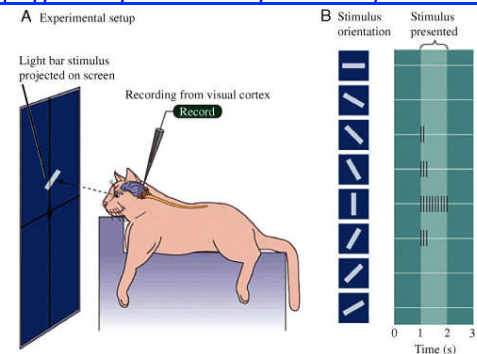 A Experimental setup
Light bar stimulus
projected on screen
Recording from visual cortex
Record
B Stimulus
orientation
Stimulus
presented
0 1 2 3
Time (s)